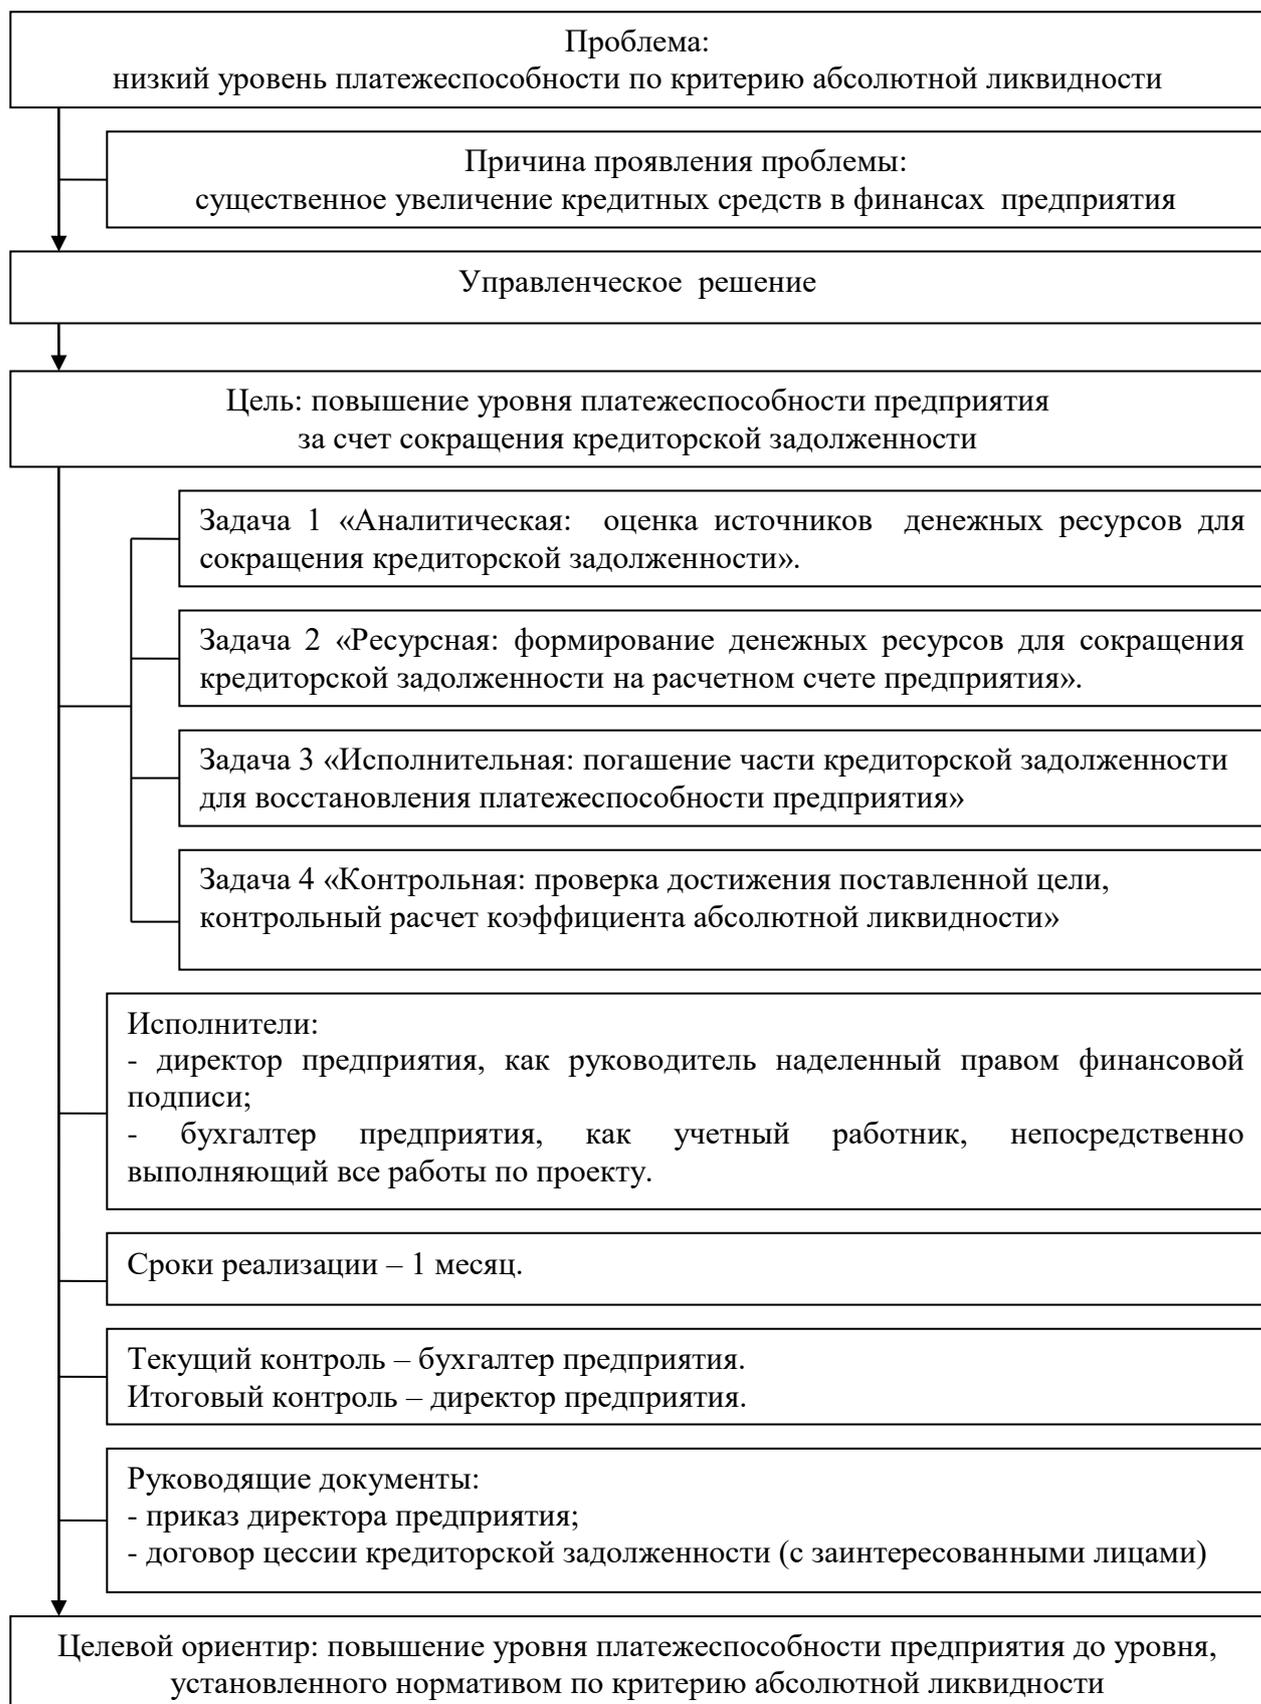 Проблема:
низкий уровень платежеспособности по критерию абсолютной ликвидности
Причина проявления проблемы:
существенное увеличение кредитных средств в финансах предприятия
Управленческое решение
Цель: повышение уровня платежеспособности предприятия
за счет сокращения кредиторской задолженности
Задача 1 «Аналитическая: оценка источников денежных ресурсов для
сокращения кредиторской задолженности».
Задача 2 «Ресурсная: формирование денежных ресурсов для сокращения
кредиторской задолженности на расчетном счете предприятия».
Задача 3 «Исполнительная: погашение части кредиторской задолженности
для восстановления платежеспособности предприятия»
Задача 4 «Контрольная: проверка достижения поставленной цели,
контрольный расчет коэффициента абсолютной ликвидности»
Исполнители:
- директор предприятия, как руководитель наделенный правом финансовой
подписи;
- бухгалтер предприятия, как учетный работник, непосредственно
выполняющий все работы по проекту.
Сроки реализации – 1 месяц.
Текущий контроль – бухгалтер предприятия.
Итоговый контроль – директор предприятия.
Руководящие документы:
- приказ директора предприятия;
- договор цессии кредиторской задолженности (с заинтересованными лицами)
Целевой ориентир: повышение уровня платежеспособности предприятия до уровня,
установленного нормативом по критерию абсолютной ликвидности